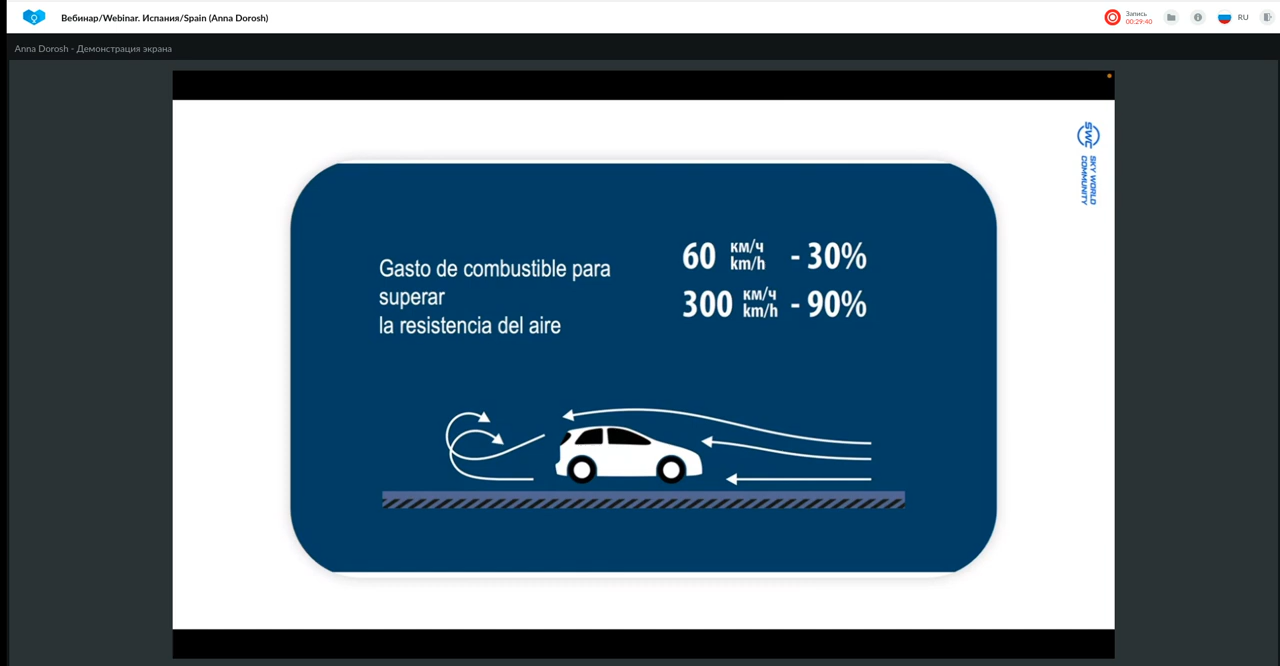 Вебинар/Webinar. Испания/Spain (Anna Dorosh)
Запись
00:29:40
RU
Anna Dorosh - Демонстрация экрана
SWC
SKY WORLD
COMMUNITY
Gasto de combustible para
superar
la resistencia del aire
60 км/ч km/h - 30%
300 км/ч km/h - 90%